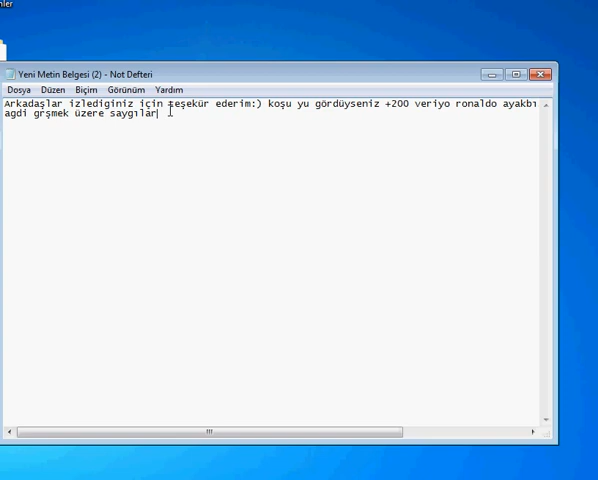 nler
Yeni Metin Belgesi (2) - Not Defteri
Dosya Düzen Biçim Görünüm Yardım
Arkadaşlar izlediginiz için teşekür ederim:) koşu yu gördüyseniz +200 veriyo ronaldo ayakbı
agdi grşmek üzere saygılar